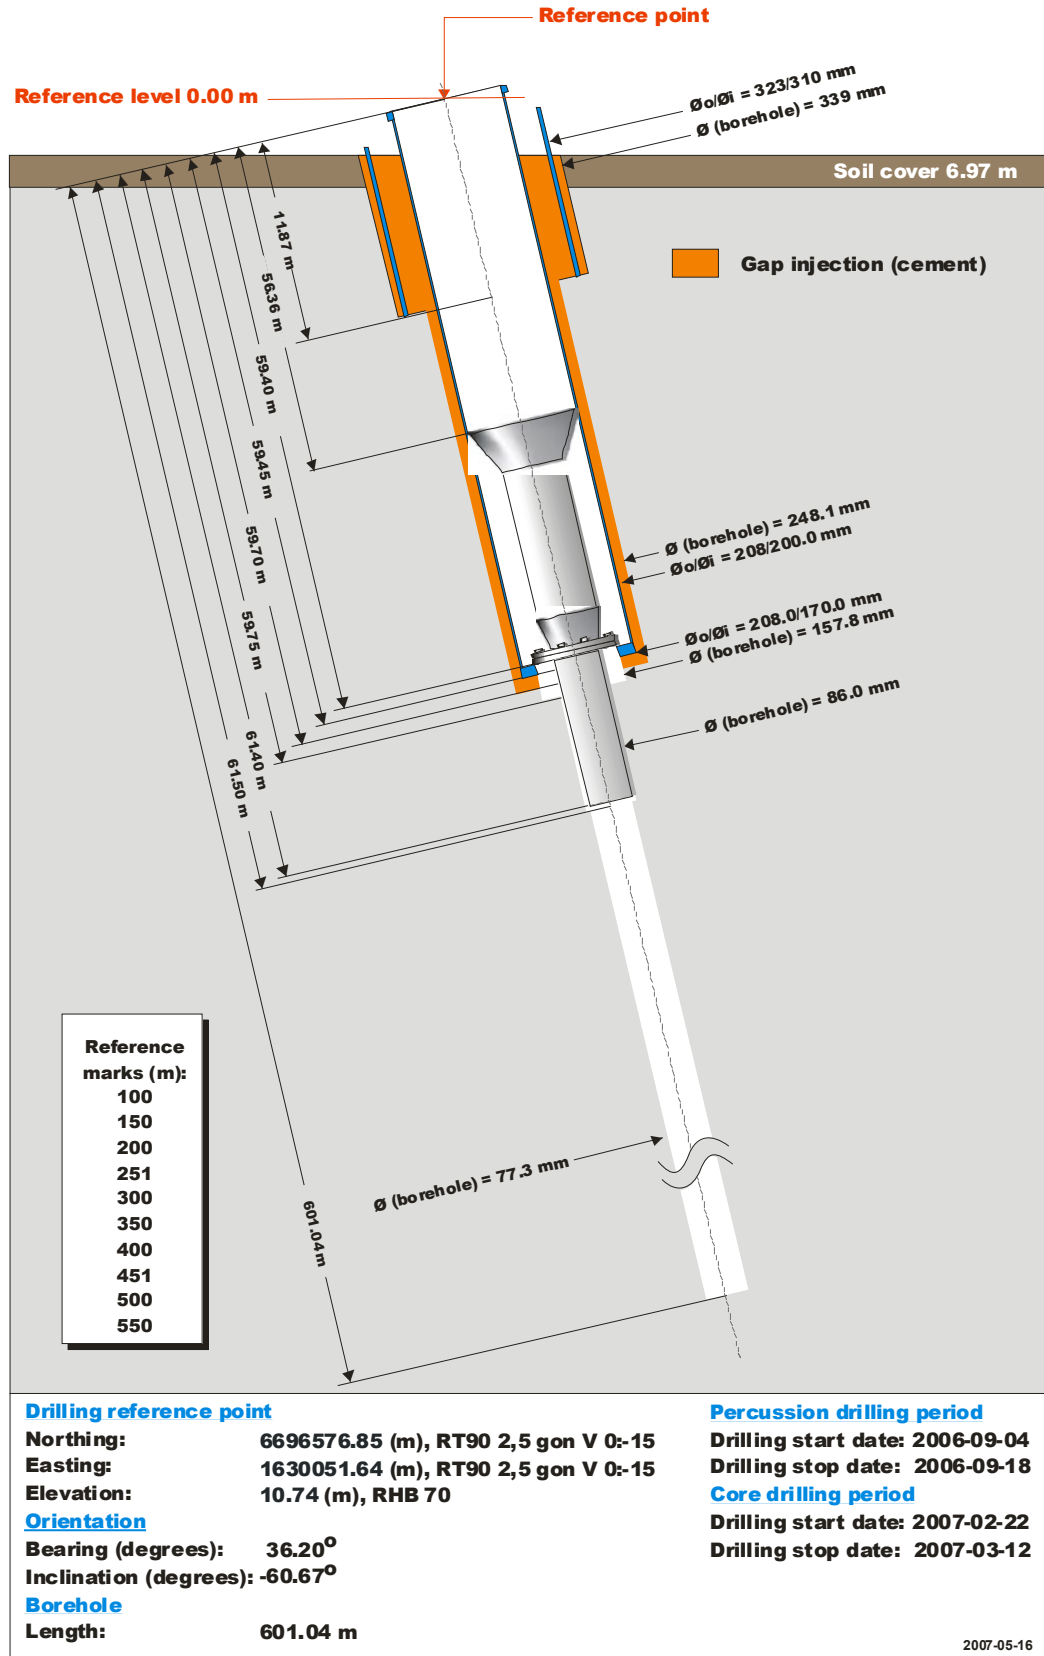 Reference point
Reference level 0.00 m
Øo/Øi = 323/310 mm
Ø (borehole) = 339 mm
Soil cover 6.97 m
Gap injection (cement)
11.87 m
56.36 m
59.40 m
59.45 m
59.70 m
59.75 m
61.40 m
61.50 m
601.04 m
Ø (borehole) = 248.1 mm
Øo/Øi = 208/200.0 mm
Øo/Øi = 208.0/170.0 mm
Ø (borehole) = 157.8 mm
Ø (borehole) = 86.0 mm
Ø (borehole) = 77.3 mm
Reference
marks (m):
100
150
200
251
300
350
400
451
500
550
Drilling reference point
Northing: 6696576.85 (m), RT90 2,5 gon V 0:-15
Easting: 1630051.64 (m), RT90 2,5 gon V 0:-15
Elevation: 10.74 (m), RHB 70
Orientation
Bearing (degrees): 36.20°
Inclination (degrees): -60.67°
Borehole
Length: 601.04 m
Percussion drilling period
Drilling start date: 2006-09-04
Drilling stop date: 2006-09-18
Core drilling period
Drilling start date: 2007-02-22
Drilling stop date: 2007-03-12
2007-05-16